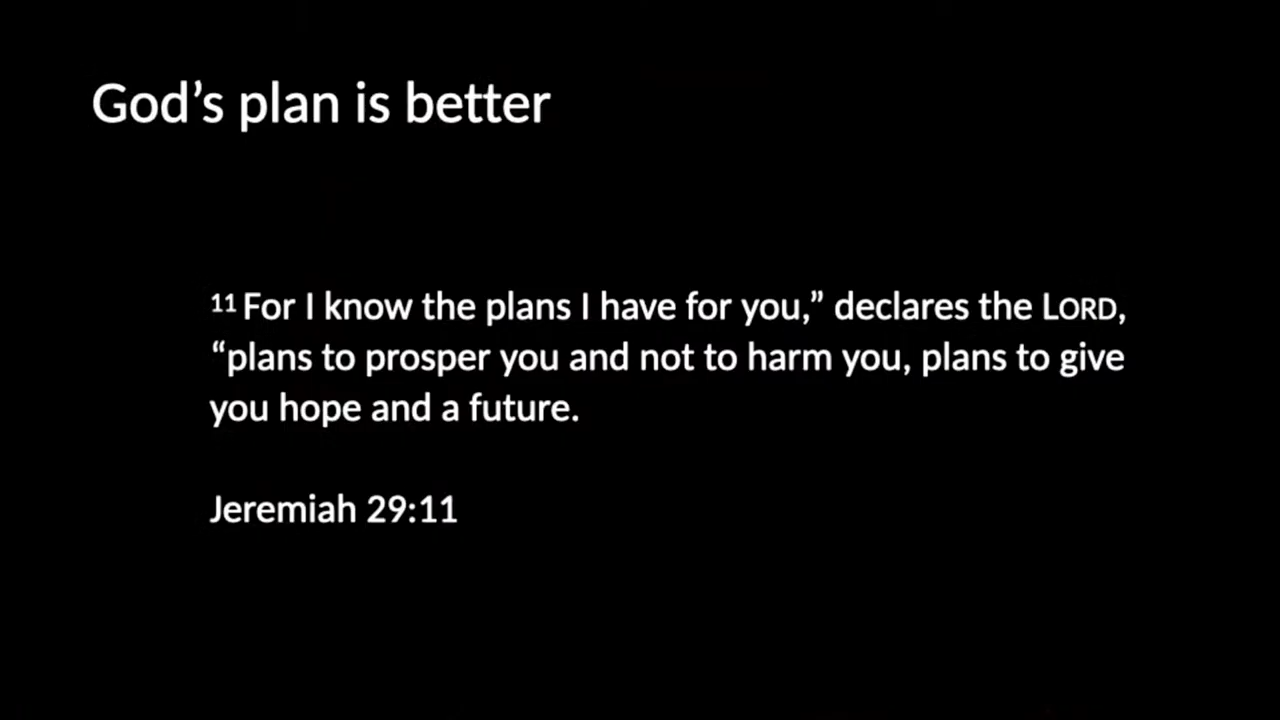 God’s plan is better
11 For I know the plans I have for you,” declares the LORD,
“plans to prosper you and not to harm you, plans to give
you hope and a future.
Jeremiah 29:11